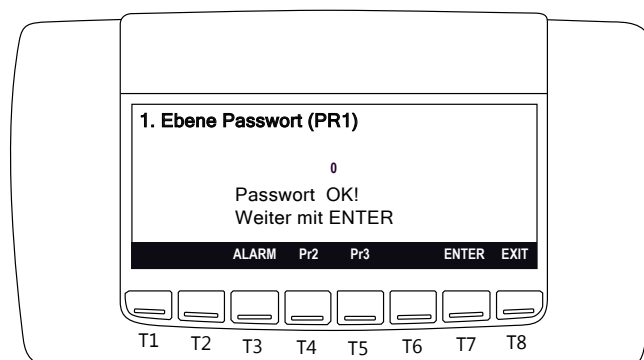 1. Ebene Passwort (PR1)
0
Passwort OK!
Weiter mit ENTER
ALARM Pr2 Pr3 ENTER EXIT
T1 T2 T3 T4 T5 T6 T7 T8